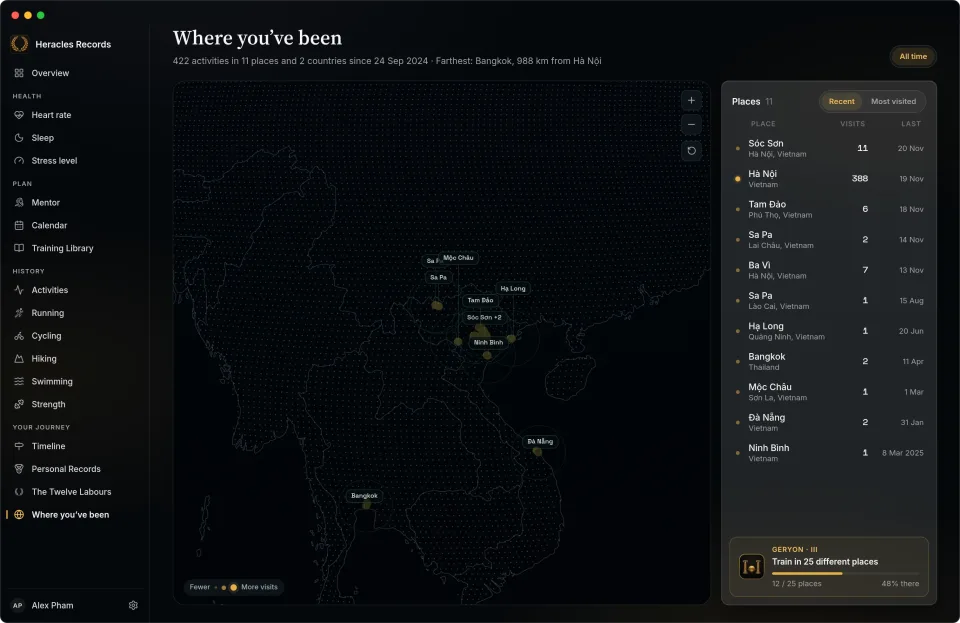 Heracles Records
Overview
HEALTH
Heart rate
Sleep
Stress level
PLAN
Mentor
Calendar
Training Library
HISTORY
Activities
Running
Cycling
Hiking
Swimming
Strength
YOUR JOURNEY
Timeline
Personal Records
The Twelve Labours
Where you've been
AP Alex Pham
Where you've been
422 activities in 11 places and 2 countries since 24 Sep 2024 · Farthest: Bangkok, 988 km from Hà Nội
All time
+
−
Mộc Châu
Sa Pa
Hạ Long
Tam Đảo
Sóc Sơn +2
Ninh Bình
Đà Nẵng
Bangkok
Fewer More visits
Places 11
Recent Most visited
PLACE VISITS LAST
Sóc Sơn 11 20 Nov
Hà Nội, Vietnam
Hà Nội 388 19 Nov
Vietnam
Tam Đảo 6 18 Nov
Phú Thọ, Vietnam
Sa Pa 2 14 Nov
Lai Châu, Vietnam
Ba Vì 7 13 Nov
Hà Nội, Vietnam
Sa Pa 1 15 Aug
Lào Cai, Vietnam
Hạ Long 1 20 Jun
Quảng Ninh, Vietnam
Bangkok 2 11 Apr
Thailand
Mộc Châu 1 1 Mar
Sơn La, Vietnam
Đà Nẵng 2 31 Jan
Vietnam
Ninh Bình 1 8 Mar 2025
Vietnam
GERYON · III
Train in 25 different places
12 / 25 places 48% there